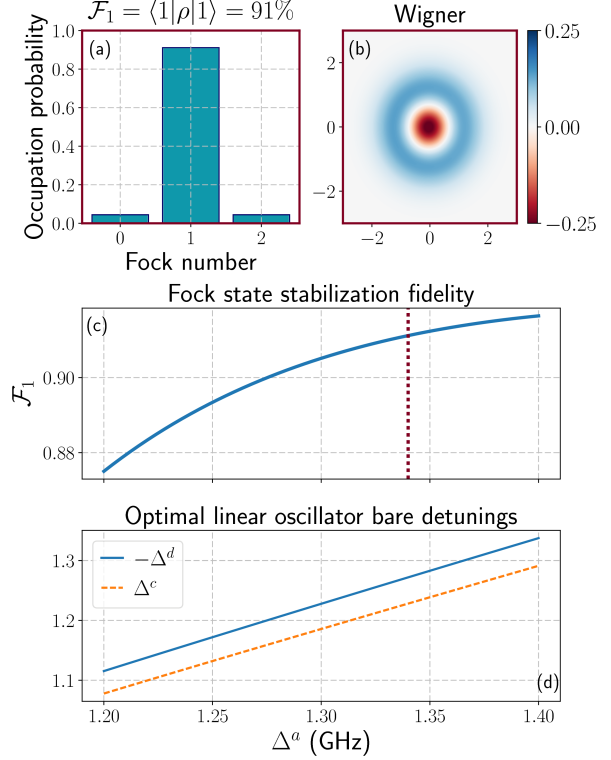 F₁ = ⟨1|ρ|1⟩ = 91%
Wigner
(a)
Occupation probability
1.0
0.8
0.6
0.4
0.2
0.0
0 1 2
Fock number
(b)
2
0
−2
−2 0 2
0.25
0.00
−0.25
Fock state stabilization fidelity
(c)
F₁
0.90
0.88
Optimal linear oscillator bare detunings
−Δᵈ
Δᶜ
1.3
1.2
1.1
(d)
1.20 1.25 1.30 1.35 1.40
Δᵃ (GHz)